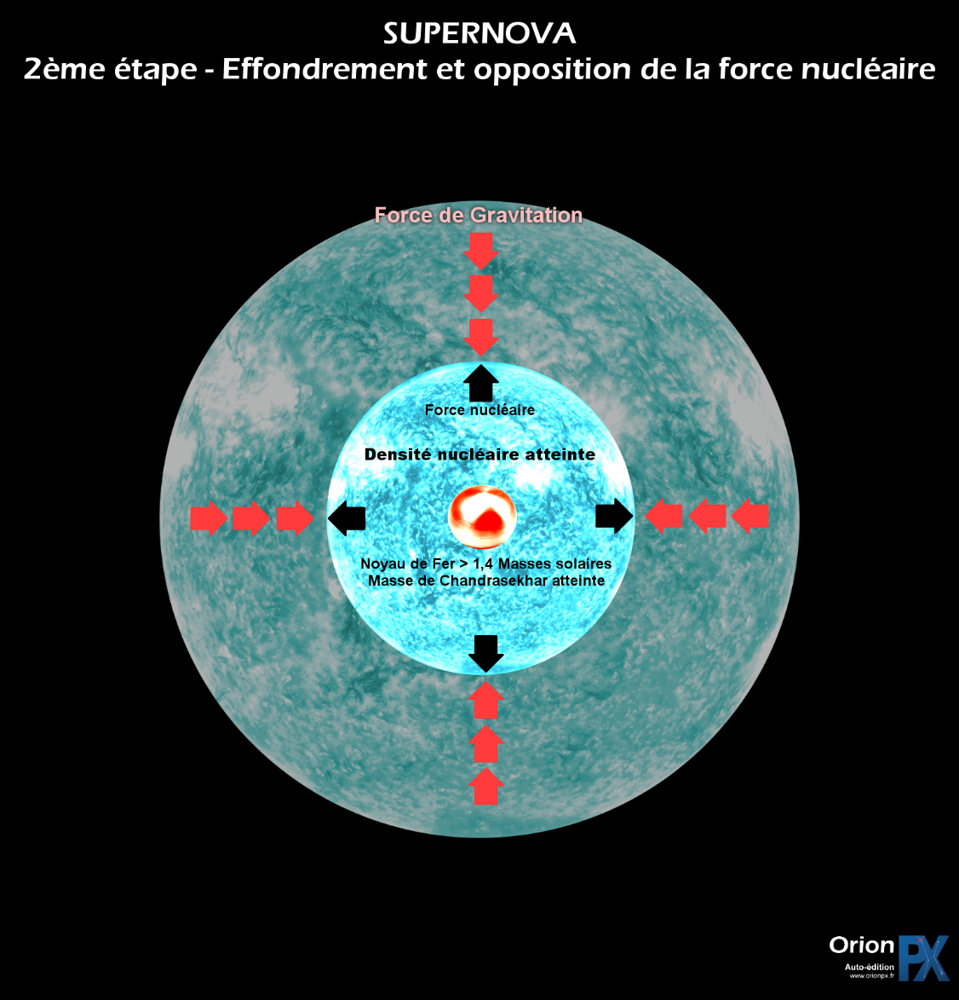 SUPERNOVA
2ème étape - Effondrement et opposition de la force nucléaire
Force de Gravitation
Force nucléaire
Densité nucléaire atteinte
Noyau de Fer > 1,4 Masses solaires
Masse de Chandrasekhar atteinte
Orion PX
Auto-édition
www.orionpx.fr